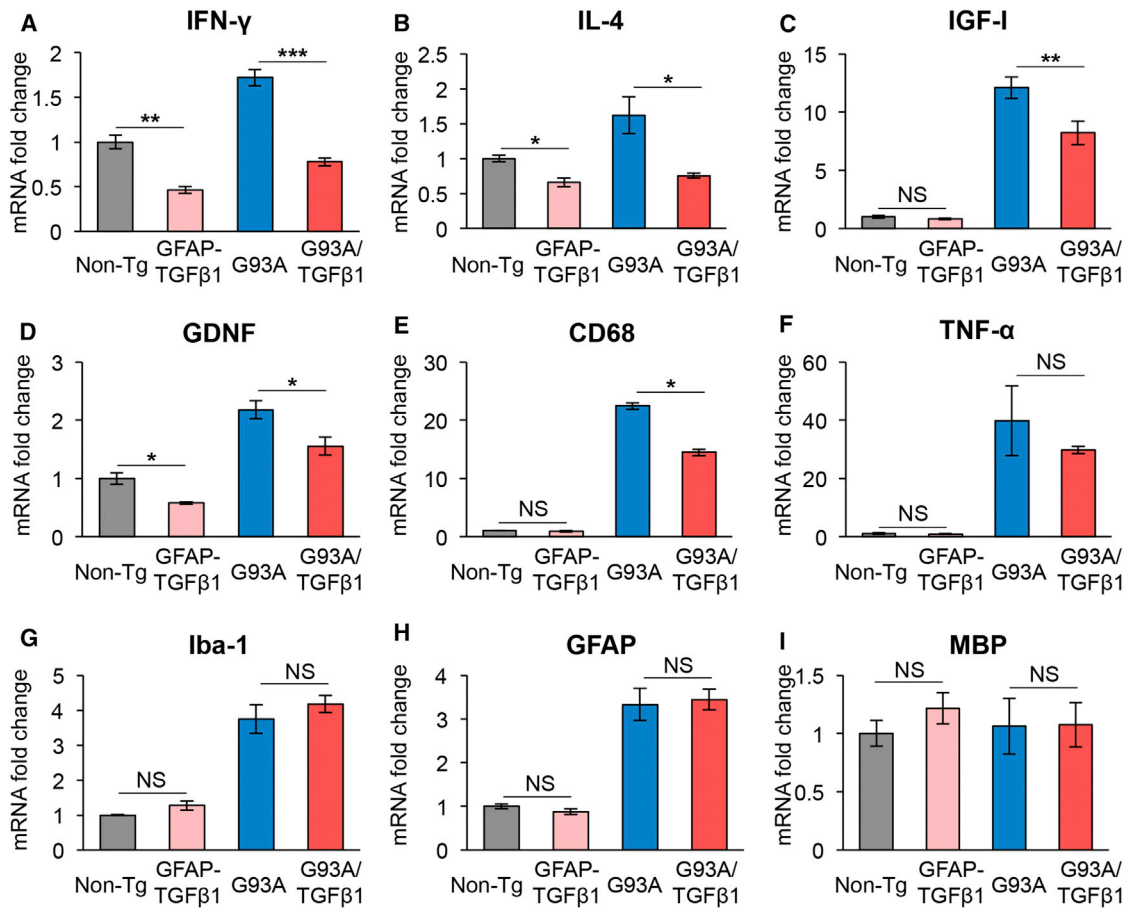 A IFN-γ
mRNA fold change
2
1.5
1
0.5
0
**
***
Non-Tg
GFAP-
TGFβ1
G93A
G93A/
TGFβ1
B IL-4
mRNA fold change
2.5
2
1.5
1
0.5
0
*
*
Non-Tg
GFAP-
TGFβ1
G93A
G93A/
TGFβ1
C IGF-I
mRNA fold change
15
10
5
0
NS
**
Non-Tg
GFAP-
TGFβ1
G93A
G93A/
TGFβ1
D GDNF
mRNA fold change
3
2
1
0
*
*
Non-Tg
GFAP-
TGFβ1
G93A
G93A/
TGFβ1
E CD68
mRNA fold change
30
20
10
0
NS
*
Non-Tg
GFAP-
TGFβ1
G93A
G93A/
TGFβ1
F TNF-α
mRNA fold change
60
40
20
0
NS
NS
Non-Tg
GFAP-
TGFβ1
G93A
G93A/
TGFβ1
G Iba-1
mRNA fold change
5
4
3
2
1
0
NS
NS
Non-Tg
GFAP-
TGFβ1
G93A
G93A/
TGFβ1
H GFAP
mRNA fold change
4
3
2
1
0
NS
NS
Non-Tg
GFAP-
TGFβ1
G93A
G93A/
TGFβ1
I MBP
mRNA fold change
1.5
1
0.5
0
NS
NS
Non-Tg
GFAP-
TGFβ1
G93A
G93A/
TGFβ1